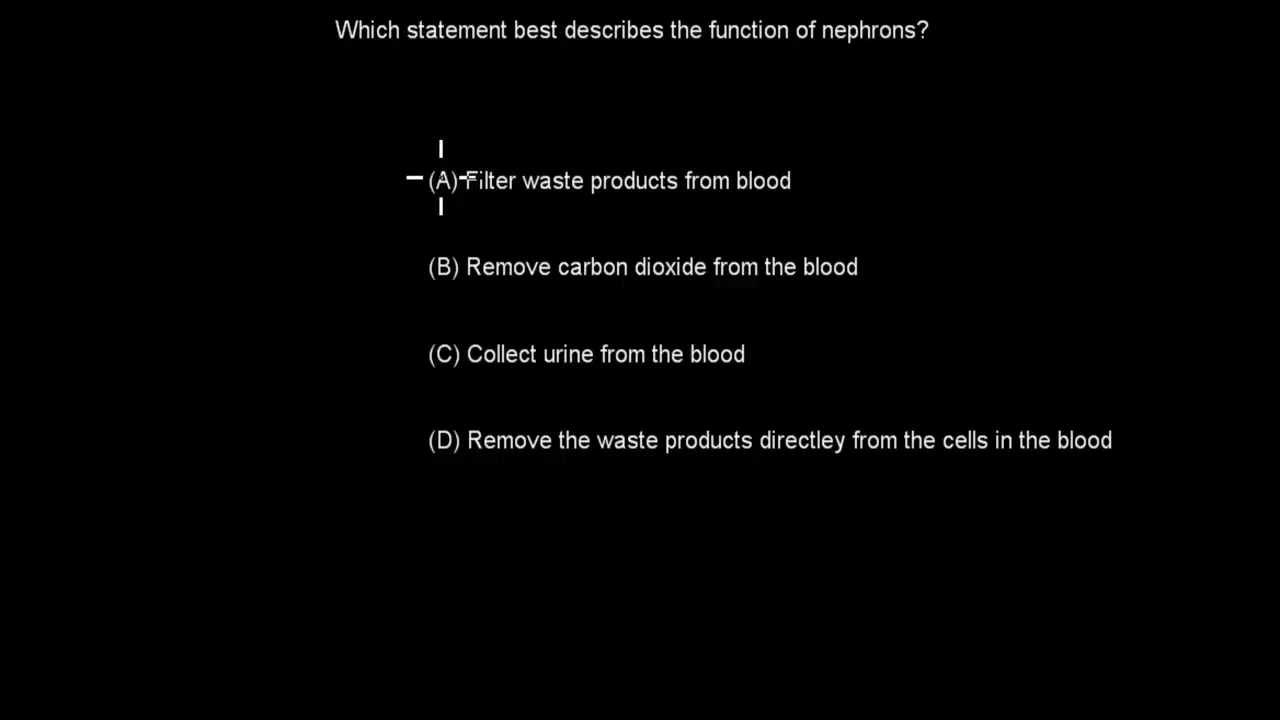 Which statement best describes the function of nephrons?
(A) Filter waste products from blood
(B) Remove carbon dioxide from the blood
(C) Collect urine from the blood
(D) Remove the waste products directley from the cells in the blood